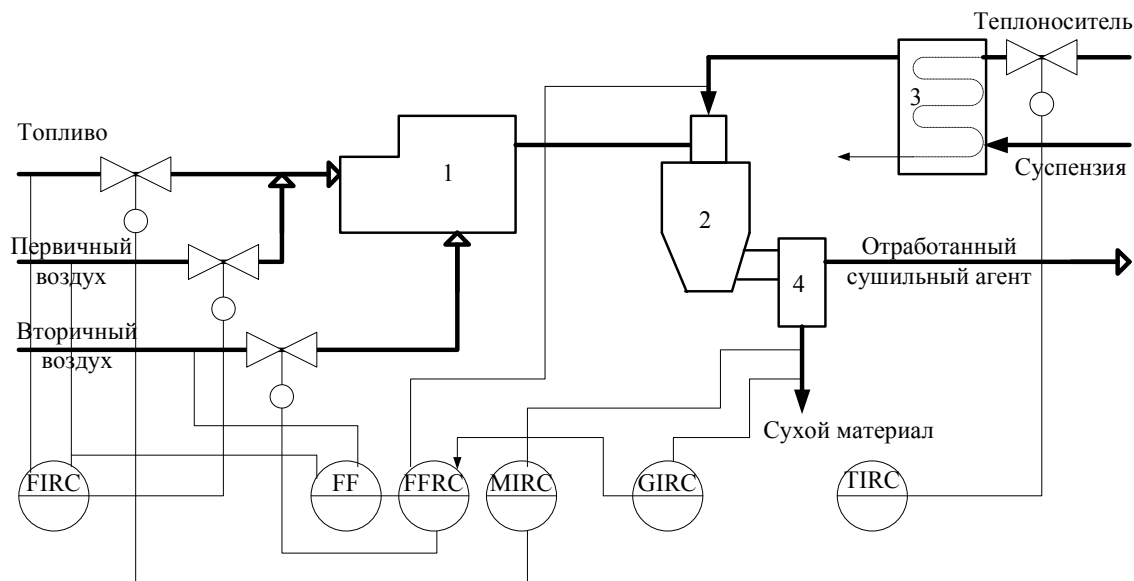 Теплоноситель
3
Топливо
1
Суспензия
2
Первичный
воздух
Отработанный
сушильный агент
4
Вторичный
воздух
Сухой материал
FIRC
FF
FFRC
MIRC
GIRC
TIRC